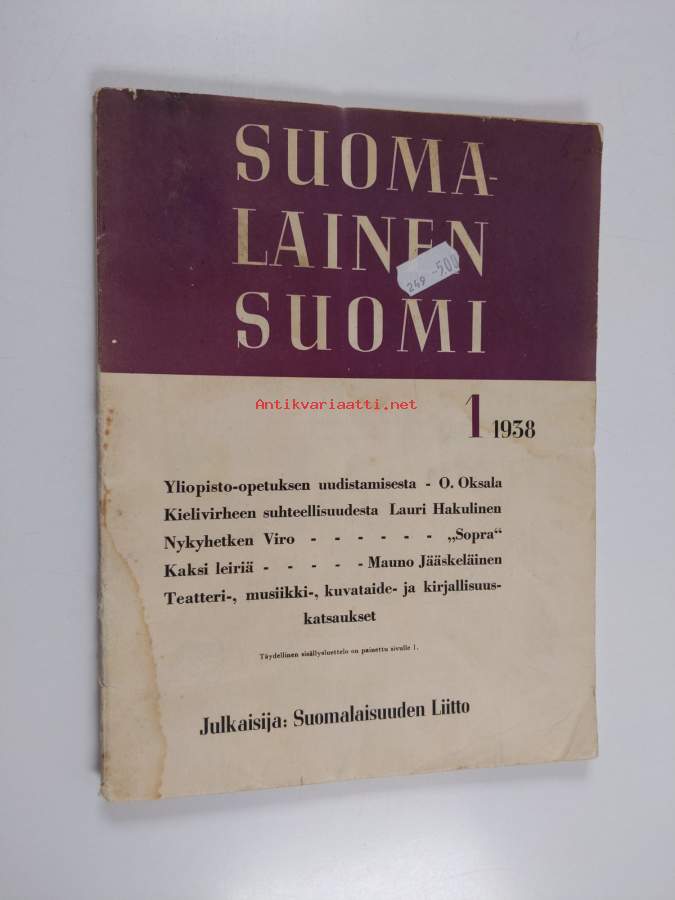 SUOMA-
LAINEN
SUOMI
249 -5.00
Antikvariaatti.net
1 1938
Yliopisto-opetuksen uudistamisesta - O. Oksala
Kielivirheen suhteellisuudesta Lauri Hakulinen
Nykyhetken Viro - - - - - - „Sopra“
Kaksi leiriä - - - - - Mauno Jääskeläinen
Teatteri-, musiikki-, kuvataide- ja kirjallisuus-
katsaukset
Täydellinen sisällysluettelo on painettu sivulle 1.
Julkaisija: Suomalaisuuden Liitto